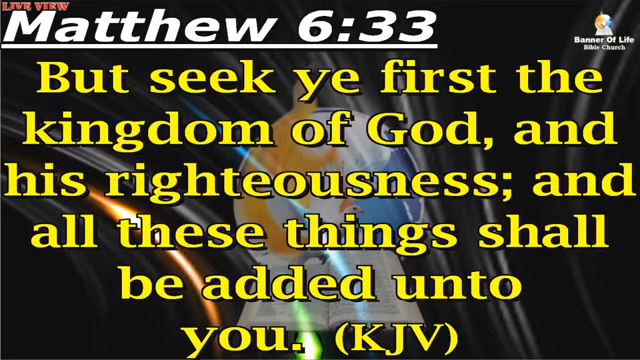 LIVE VIEW
Matthew 6:33
Banner Of Life
Bible Church
But seek ye first the
kingdom of God, and
his righteousness; and
all these things shall
be added unto
you. (KJV)